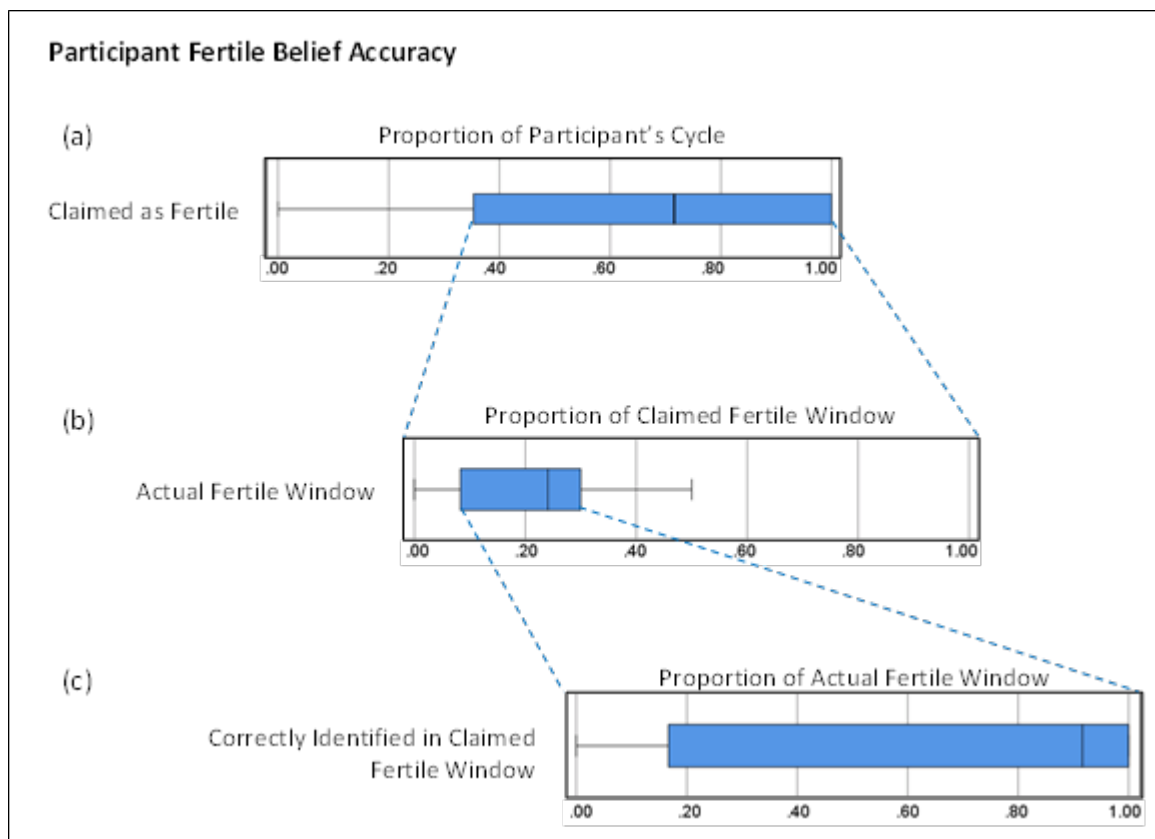 Participant Fertile Belief Accuracy
(a)
Proportion of Participant's Cycle
Claimed as Fertile
.00 .20 .40 .60 .80 1.00
(b)
Proportion of Claimed Fertile Window
Actual Fertile Window
.00 .20 .40 .60 .80 1.00
(c)
Proportion of Actual Fertile Window
Correctly Identified in Claimed
Fertile Window
.00 .20 .40 .60 .80 1.00